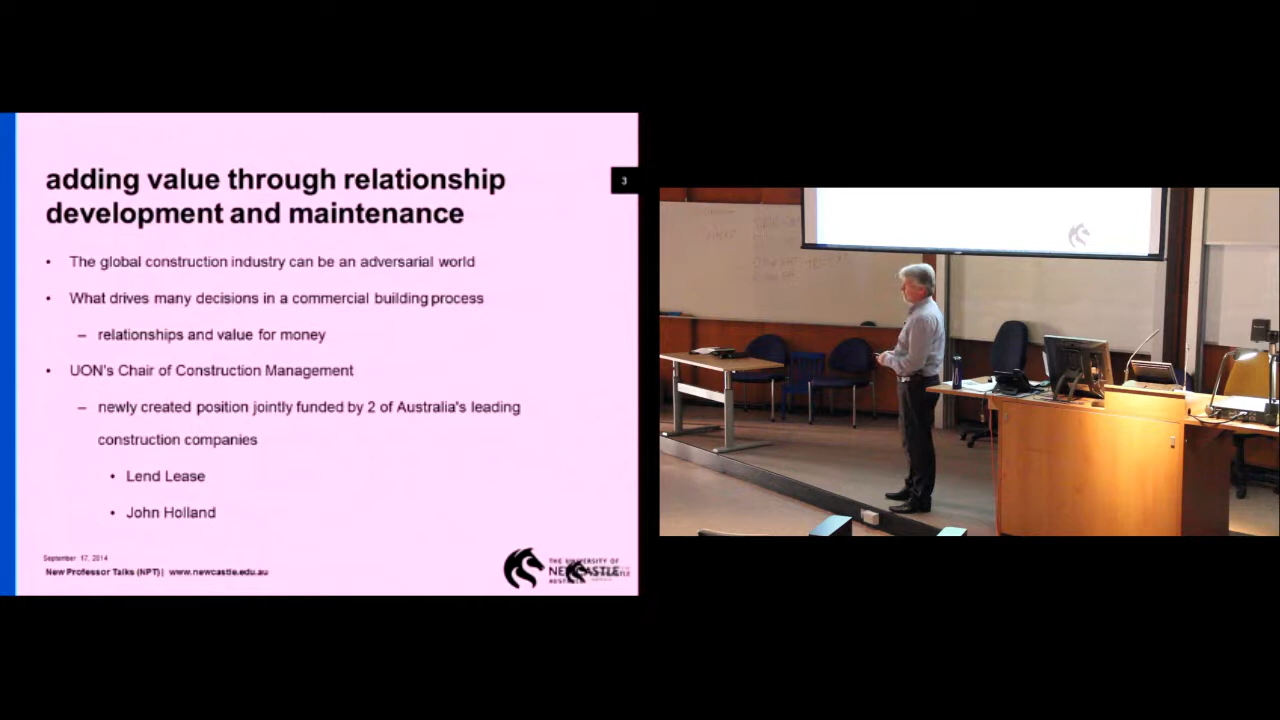 adding value through relationship
development and maintenance
3
• The global construction industry can be an adversarial world
• What drives many decisions in a commercial building process
– relationships and value for money
• UON's Chair of Construction Management
– newly created position jointly funded by 2 of Australia's leading
construction companies
• Lend Lease
• John Holland
September 17, 2014
New Professor Talks (NPT) | www.newcastle.edu.au
THE UNIVERSITY OF
NEWCASTLE